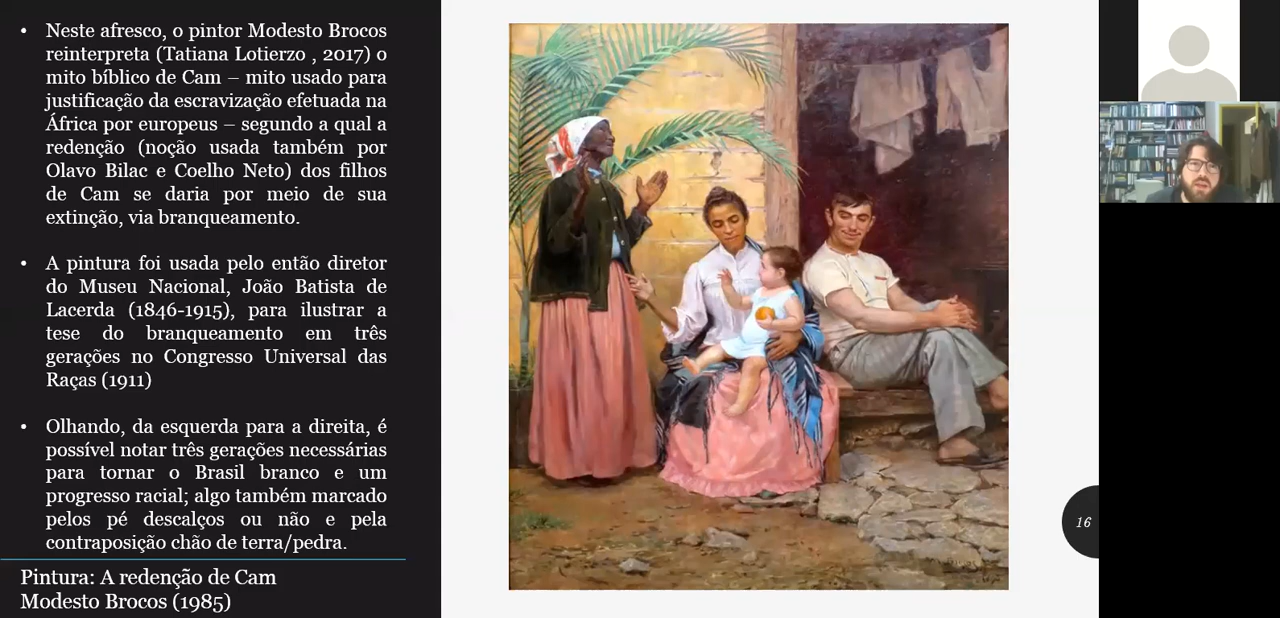 • Neste afresco, o pintor Modesto Brocos
reinterpreta (Tatiana Lotierzo , 2017) o
mito bíblico de Cam – mito usado para
justificação da escravização efetuada na
África por europeus – segundo a qual a
redenção (noção usada também por
Olavo Bilac e Coelho Neto) dos filhos
de Cam se daria por meio de sua
extinção, via branqueamento.
• A pintura foi usada pelo então diretor
do Museu Nacional, João Batista de
Lacerda (1846-1915), para ilustrar a
tese do branqueamento em três
gerações no Congresso Universal das
Raças (1911)
• Olhando, da esquerda para a direita, é
possível notar três gerações necessárias
para tornar o Brasil branco e um
progresso racial; algo também marcado
pelos pé descalços ou não e pela
contraposição chão de terra/pedra.
Pintura: A redenção de Cam
Modesto Brocos (1985)
16